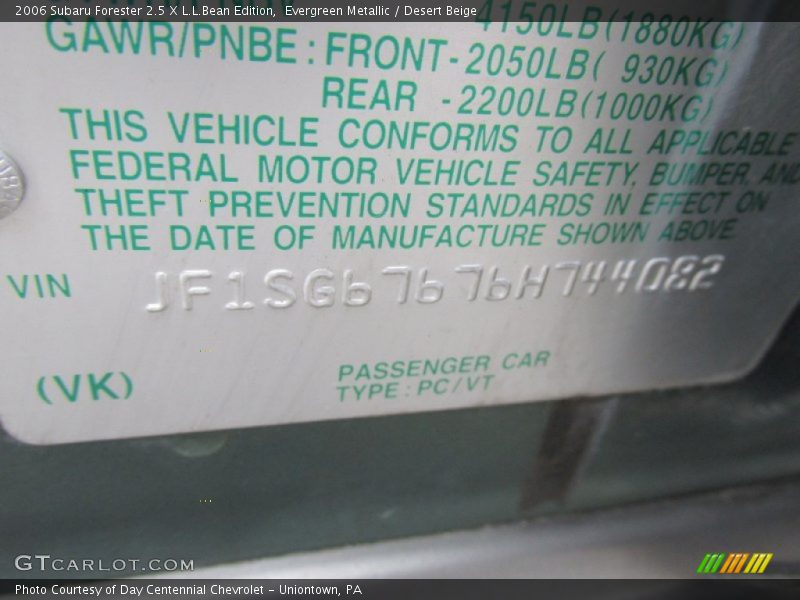 2006 Subaru Forester 2.5 X L.L.Bean Edition, Evergreen Metallic / Desert Beige
4150LB(1880KG)
GAWR/PNBE: FRONT-2050LB( 930KG)
REAR -2200LB(1000KG)
THIS VEHICLE CONFORMS TO ALL APPLICABLE
FEDERAL MOTOR VEHICLE SAFETY, BUMPER, AND
THEFT PREVENTION STANDARDS IN EFFECT ON
THE DATE OF MANUFACTURE SHOWN ABOVE
VIN JF1SG67676H744082
(VK) PASSENGER CAR
TYPE: PC/VT
GTCARLOT.COM
Photo Courtesy of Day Centennial Chevrolet - Uniontown, PA